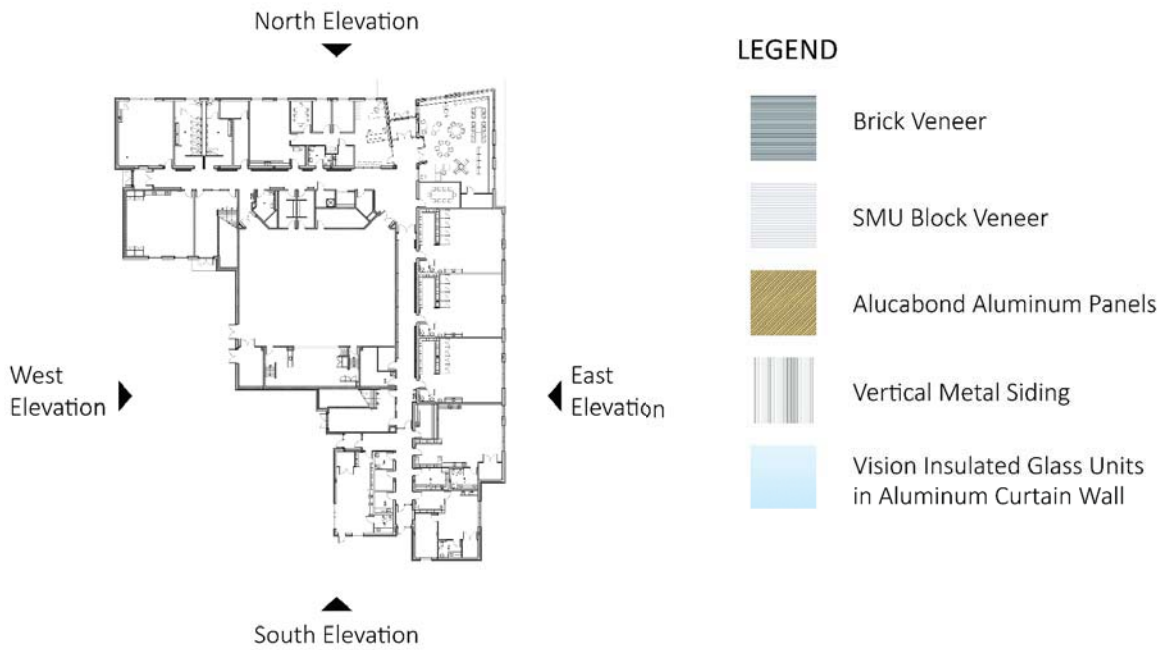 North Elevation
West
Elevation
East
Elevation
South Elevation
LEGEND
Brick Veneer
SMU Block Veneer
Alucabond Aluminum Panels
Vertical Metal Siding
Vision Insulated Glass Units
in Aluminum Curtain Wall